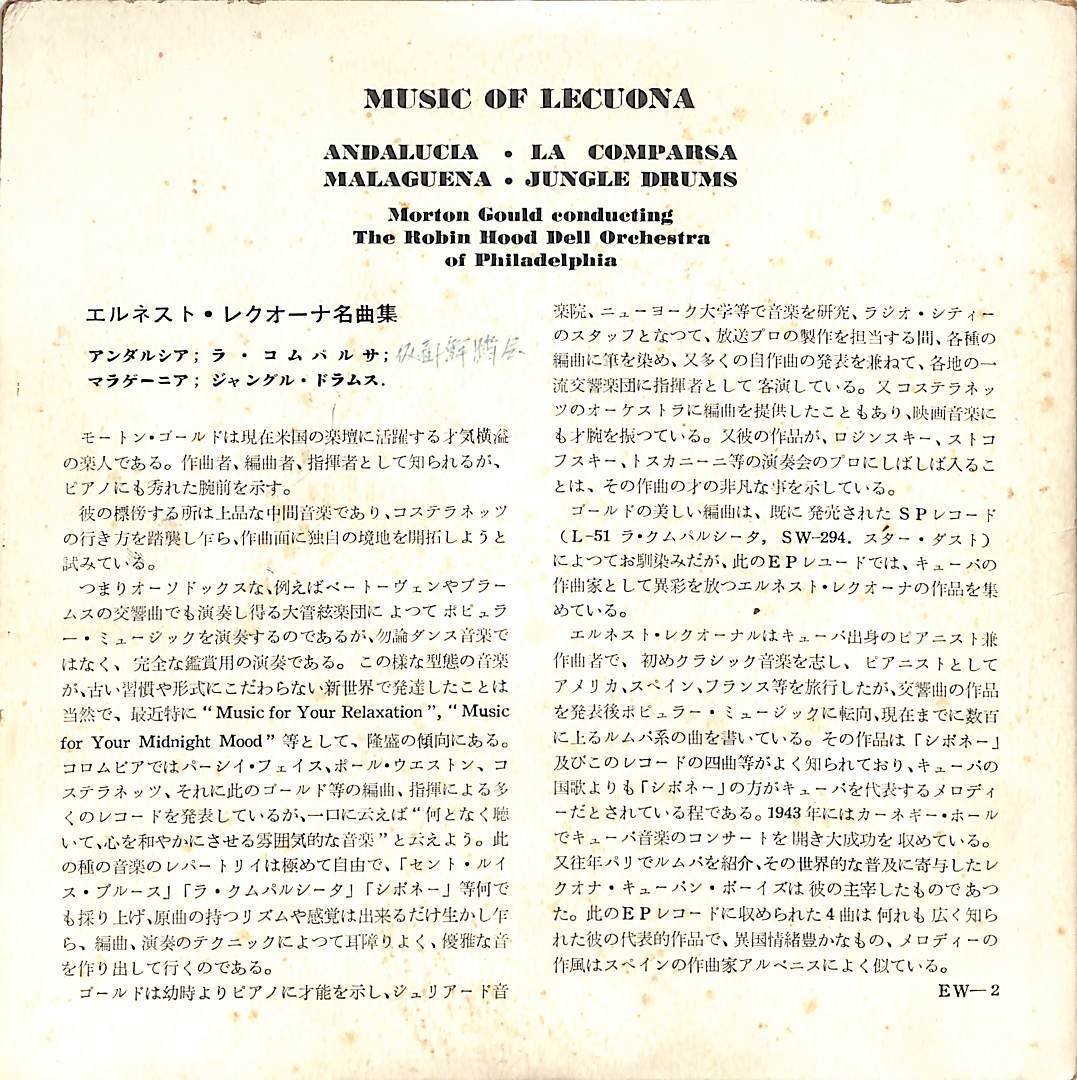 MUSIC OF LECUONA
ANDALUCIA • LA COMPARSA
MALAGUENA • JUNGLE DRUMS
Morton Gould conducting
The Robin Hood Dell Orchestra
of Philadelphia
エルネスト・レクオーナ名曲集
アンダルシア; ラ・コムパルサ;
マラゲーニア; ジャングル・ドラムス.
モートン・ゴールドは現在米国の楽壇に活躍する才気横溢
の楽人である。作曲者、編曲者、指揮者として知られるが、
ピアノにも秀れた腕前を示す。
彼の標傍する所は上品な中間音楽であり、コステラネッツ
の行き方を踏襲し乍ら、作曲面に独自の境地を開拓しようと
試みている。
つまりオーソドックスな、例えばベートーヴェンやブラー
ムスの交響曲でも演奏し得る大管絃楽団に よつて ポピュラ
ー・ミュージックを演奏するのであるが、勿論ダンス音楽で
はなく、完全な鑑賞用の演奏である。この様な型態の音楽
が、古い習慣や形式にこだわらない新世界で発達したことは
当然で、最近特に “Music for Your Relaxation”, “Music
for Your Midnight Mood” 等として、隆盛の傾向にある。
コロムビアではパーシイ・フェイス、ポール・ウエストン、コ
ステラネッツ、それに此のゴールド等の編曲、指揮による多
くのレコードを発表しているが、一口に云えば“何となく聴
いて、心を和やかにさせる雰囲気的な音楽”と云えよう。此
の種の音楽のレパートリイは極めて自由で、「セント・ルイ
ス・ブルース」「ラ・クムパルシータ」「シボネー」等何で
も採り上げ、原曲の持つリズムや感覚は出来るだけ生かし乍
ら、編曲、演奏のテクニックによつて耳障りよく、優雅な音
を作り出して行くのである。
ゴールドは幼時よりピアノに才能を示し、ジュリアード音
楽院、ニューヨーク大学等で音楽を研究、ラジオ・シティー
のスタッフとなつて、放送プロの製作を担当する間、各種の
編曲に筆を染め、又多くの自作曲の発表を兼ねて、各地の一
流交響楽団に指揮者として 客演している。又 コステラネッ
ツのオーケストラに編曲を提供したこともあり、映画音楽に
も才腕を振つている。又彼の作品が、ロジンスキー、ストコ
フスキー、トスカニーニ等の演奏会のプロにしばしば入るこ
とは、その作曲の才の非凡な事を示している。
ゴールドの美しい編曲は、既に 発売された SPレコード
(L-51 ラ・クムパルシータ, SW-294. スター・ダスト)
によつてお馴染みだが、此のEPレユードでは、キューバの
作曲家として異彩を放つエルネスト・レクオーナの作品を集
めている。
エルネスト・レクオーナルはキューバ出身のピアニスト兼
作曲者で、初めクラシック音楽を志し、ピアニストとして
アメリカ、スペイン、フランス等を旅行したが、交響曲の作品
を発表後ポピュラー・ミュージックに転向、現在までに数百
に上るルムバ系の曲を書いている。その作品は「シボネー」
及びこのレコードの四曲等がよく知られており、キューバの
国歌よりも「シボネー」の方がキューバを代表するメロディ
ーだとされている程である。1943年にはカーネギー・ホール
でキューバ音楽のコンサートを 開き大成功を 収めている。
又往年パリでルムバを紹介、その世界的な普及に寄与したレ
クオナ・キューバン・ボーイズは 彼の主宰したものであつ
た。此のEPレコードに収められた4曲は 何れも 広く知ら
れた彼の代表的作品で、異国情緒豊かなもの、メロディーの
作風はスペインの作曲家アルベニスによく似ている。
EW—2